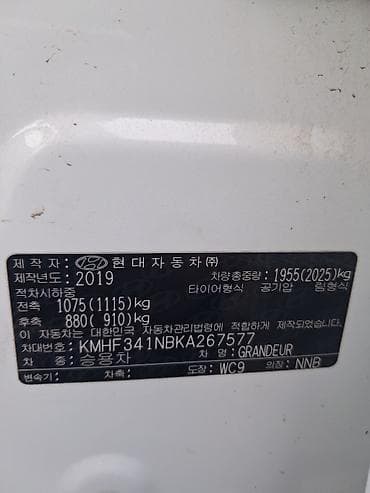 제 작 자: 현대자동차㈜
제작년도: 2019 차량총중량: 1955(2025)kg
적차시하중 타이어형식 공기압 림형식
전축 1075(1115)kg
후축 880( 910)kg
이 자동차는 대한민국 자동차관리법령에 적합하게 제작되었습니다.
차대번호: KMHF341NBKA267577
차 종: 승용차 차명: GRANDEUR
변속기: 차축: 도장: WC9 의장: NNB